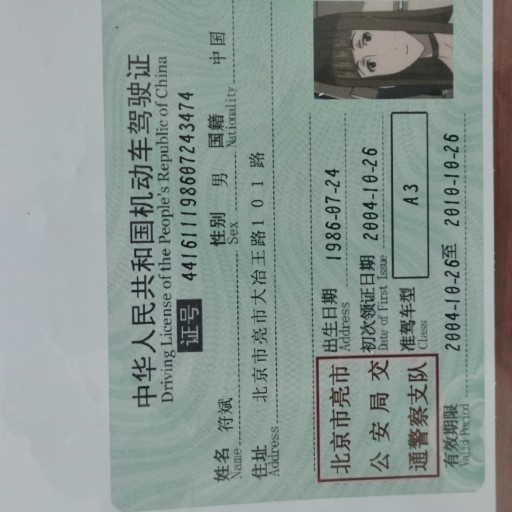 中华人民共和国机动车驾驶证
Driving License of the People's Republic of China
证号 441611198607243474
姓名 符斌 性别 男 国籍 中国
Name Sex Nationality
住址 北京市亮市大冶王路101路
Address
北京市亮市
公安局交
通警察支队
出生日期 1986-07-24
Address
初次领证日期 2004-10-26
Date of First Issue
准驾车型 A3
Class
有效期限 2004-10-26至 2010-10-26
Valid Period